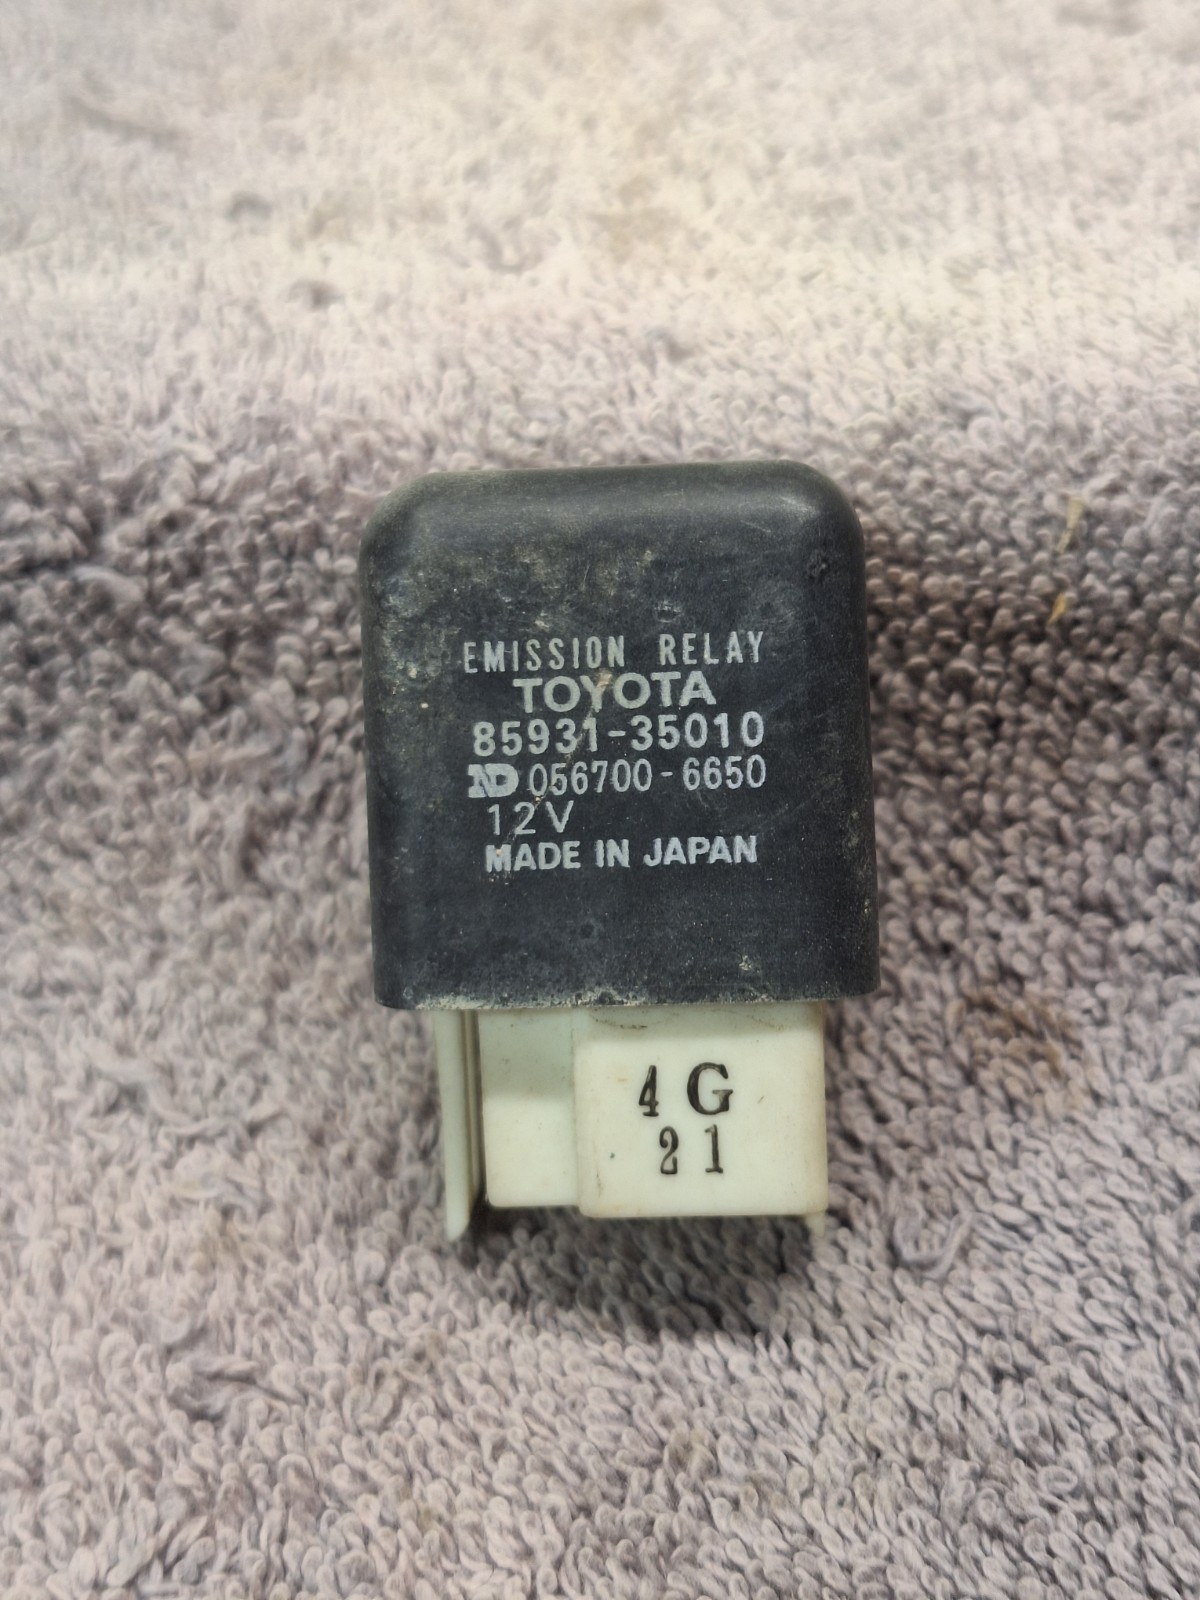 EMISSION RELAY
TOYOTA
85931-35010
ND 056700-6650
12V
MADE IN JAPAN
4G
21